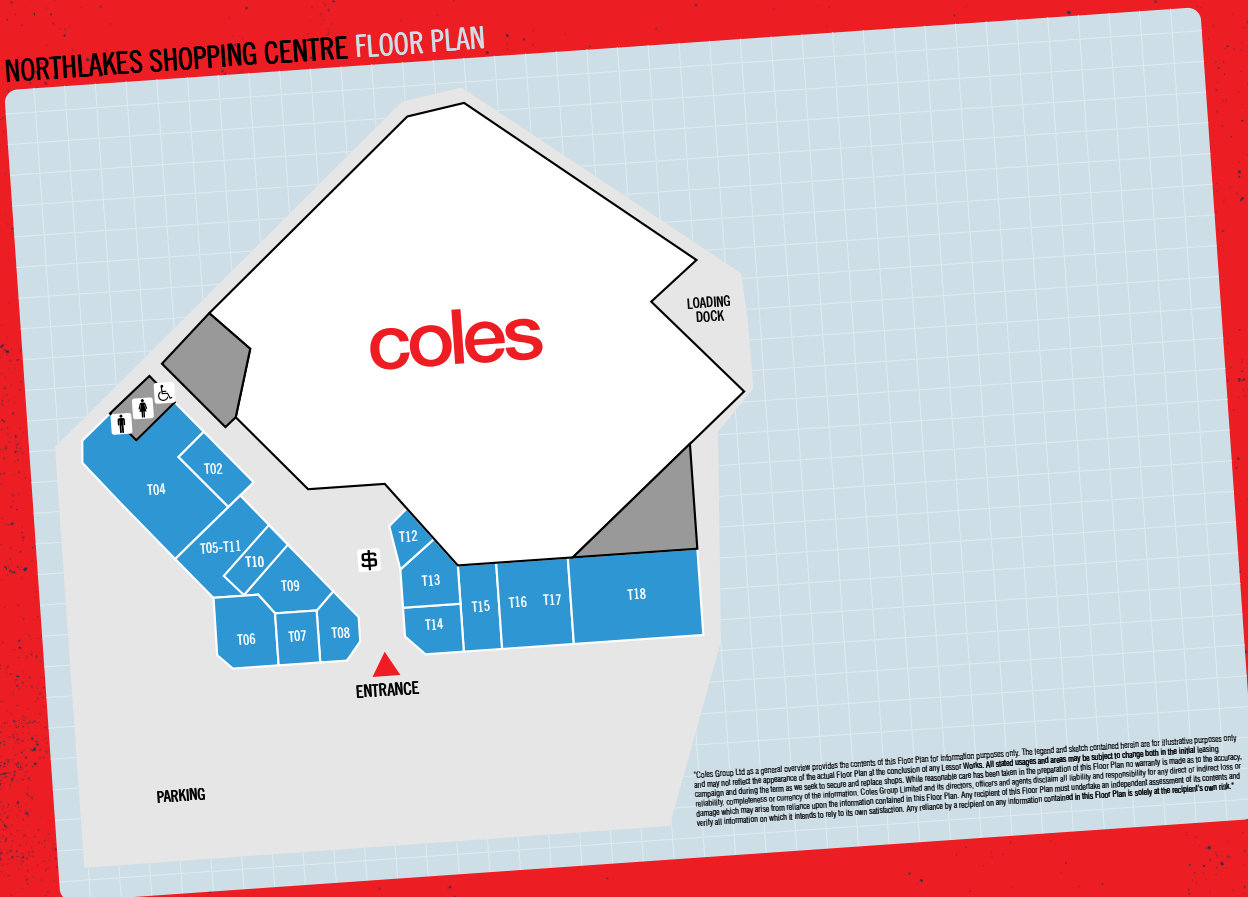 NORTHLAKES SHOPPING CENTRE FLOOR PLAN
LOADING
DOCK
coles
T02
T04
T05-T11
T10
T09
T06
T07
T08
$
T12
T13
T14
T15
T16
T17
T18
ENTRANCE
PARKING
"Coles Group Ltd as a general overview provides the contents of this Floor Plan for information purposes only. The legend and sketch contained herein are for illustrative purposes only
and may not reflect the appearance of the actual Floor Plan at the conclusion of any Lessor Works. All stated usages and areas may be subject to change both in the initial leasing
campaign and during the term as we seek to secure and replace shops. While reasonable care has been taken in the preparation of this Floor Plan no warranty is made as to the accuracy,
reliability, completeness or currency of the information. Coles Group Limited and its directors, officers and agents disclaim all liability and responsibility for any direct or indirect loss or
damage which may arise from reliance upon the information contained in this Floor Plan. Any recipient of this Floor Plan must undertake an independent assessment of its contents and
verify all information on which it intends to rely to its own satisfaction. Any reliance by a recipient on any information contained in this Floor Plan is solely at the recipient's own risk."